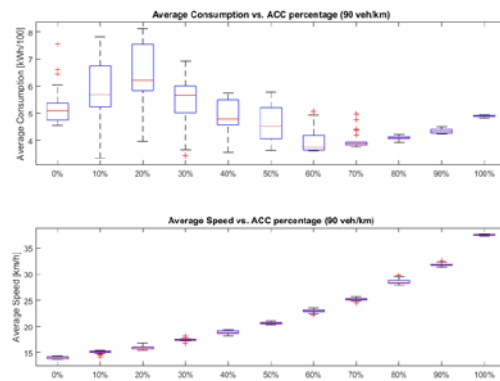 Average Consumption vs. ACC percentage (90 veh/km)
Average Consumption [kWh/100]
8
7
6
5
4
0% 10% 20% 30% 40% 50% 60% 70% 80% 90% 100%
Average Speed vs. ACC percentage (90 veh/km)
Average Speed [km/h]
35
30
25
20
15
0% 10% 20% 30% 40% 50% 60% 70% 80% 90% 100%